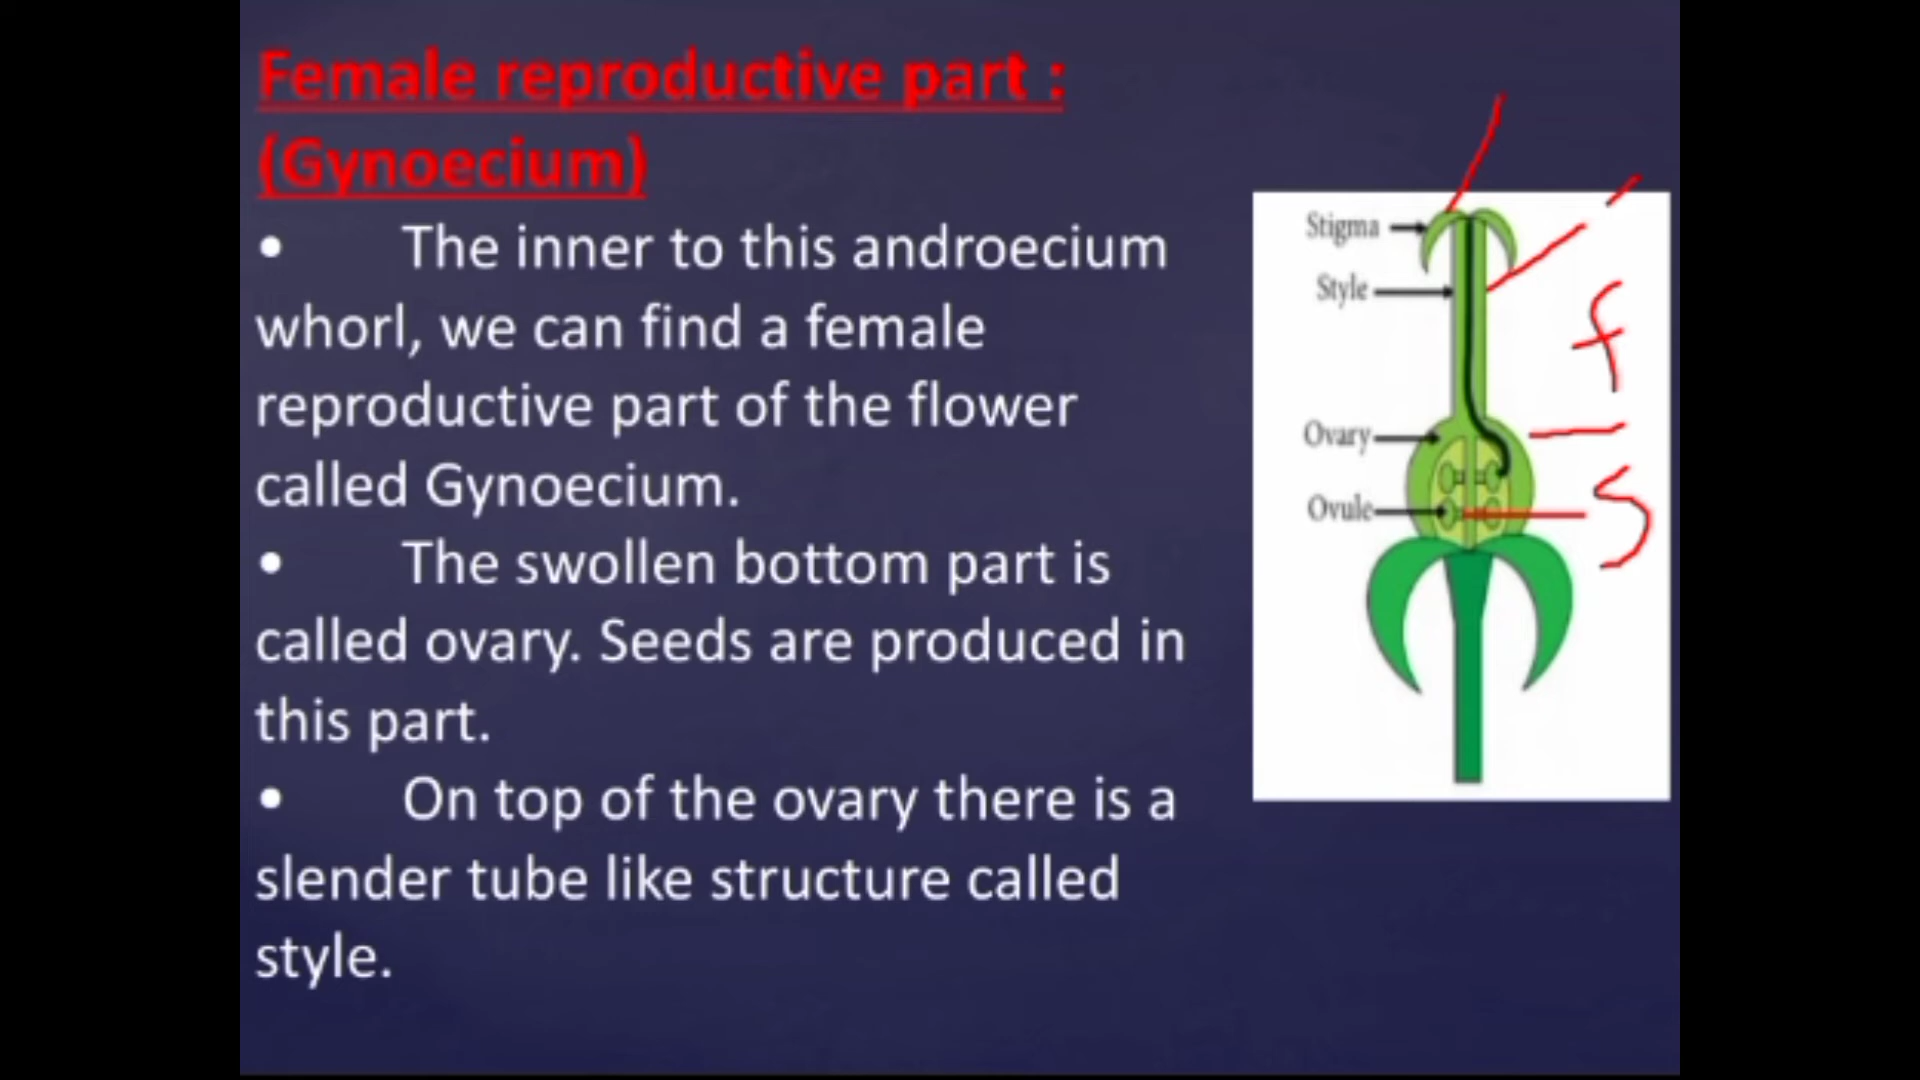 Female reproductive part :
(Gynoecium)
• The inner to this androecium
whorl, we can find a female
reproductive part of the flower
called Gynoecium.
• The swollen bottom part is
called ovary. Seeds are produced in
this part.
• On top of the ovary there is a
slender tube like structure called
style.
Stigma
Style
Ovary
Ovule
f
S